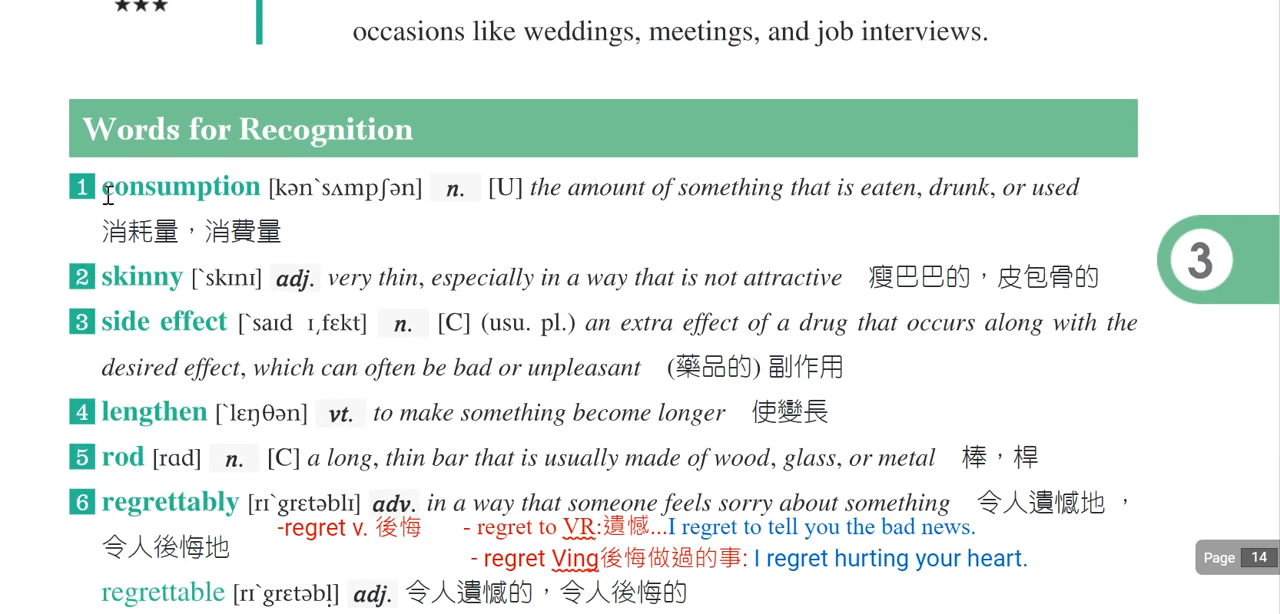 ★★★
occasions like weddings, meetings, and job interviews.
Words for Recognition
1 consumption [kən`sʌmpʃən] n. [U] the amount of something that is eaten, drunk, or used
消耗量，消費量
2 skinny [`skɪnɪ] adj. very thin, especially in a way that is not attractive 瘦巴巴的，皮包骨的
3
3 side effect [`saɪd ɪˌfɛkt] n. [C] (usu. pl.) an extra effect of a drug that occurs along with the
desired effect, which can often be bad or unpleasant (藥品的) 副作用
4 lengthen [`lɛŋθən] vt. to make something become longer 使變長
5 rod [rɑd] n. [C] a long, thin bar that is usually made of wood, glass, or metal 棒，桿
6 regrettably [rɪ`grɛtəblɪ] adv. in a way that someone feels sorry about something 令人遺憾地，
-regret v. 後悔 - regret to VR:遺憾...I regret to tell you the bad news.
令人後悔地
- regret Ving後悔做過的事: I regret hurting your heart.
Page 14
regrettable [rɪ`grɛtəbl̩] adj. 令人遺憾的，令人後悔的